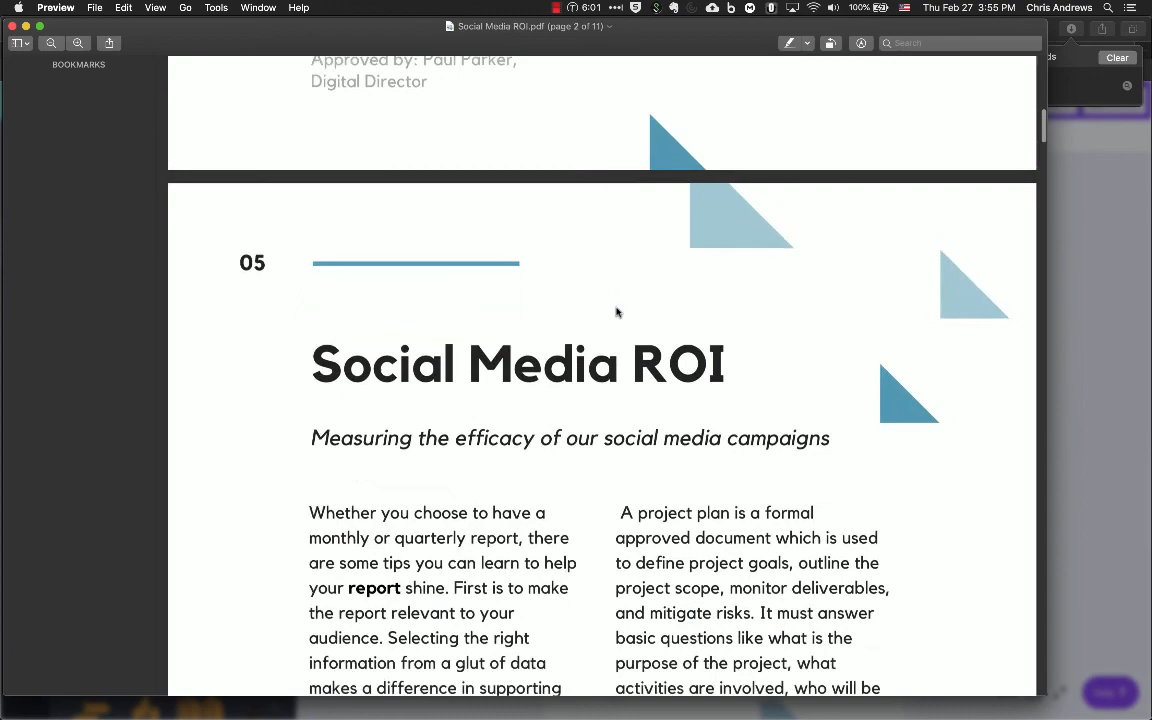 Preview File Edit View Go Tools Window Help
6:01
100%
Thu Feb 27 3:55 PM
Chris Andrews
Social Media ROI.pdf (page 2 of 11)
Search
BOOKMARKS
ds
Clear
Approved by: Paul Parker,
Digital Director
05
Social Media ROI
Measuring the efficacy of our social media campaigns
Whether you choose to have a
monthly or quarterly report, there
are some tips you can learn to help
your report shine. First is to make
the report relevant to your
audience. Selecting the right
information from a glut of data
makes a difference in supporting
A project plan is a formal
approved document which is used
to define project goals, outline the
project scope, monitor deliverables,
and mitigate risks. It must answer
basic questions like what is the
purpose of the project, what
activities are involved, who will be